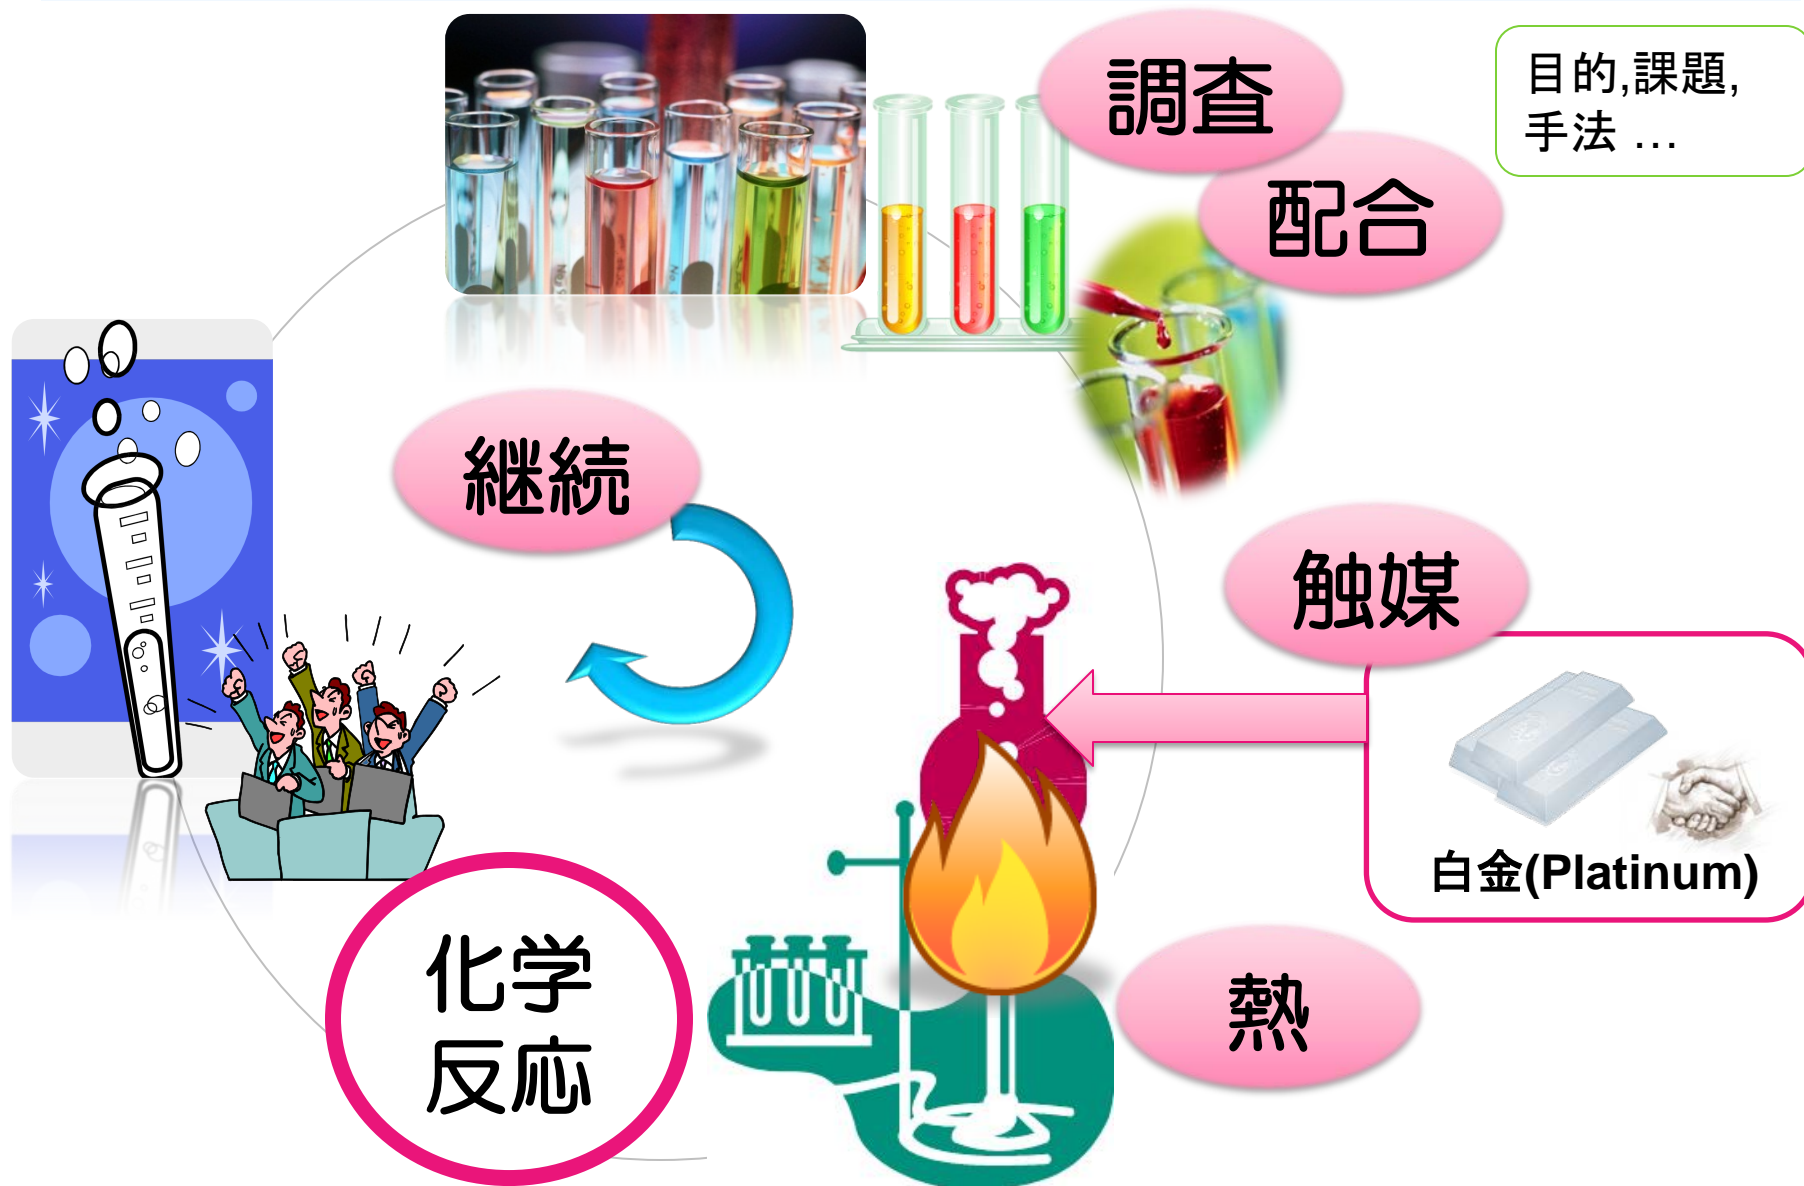 調査
目的,課題,
手法 …
配合
継続
触媒
白金(Platinum)
熱
化学
反応